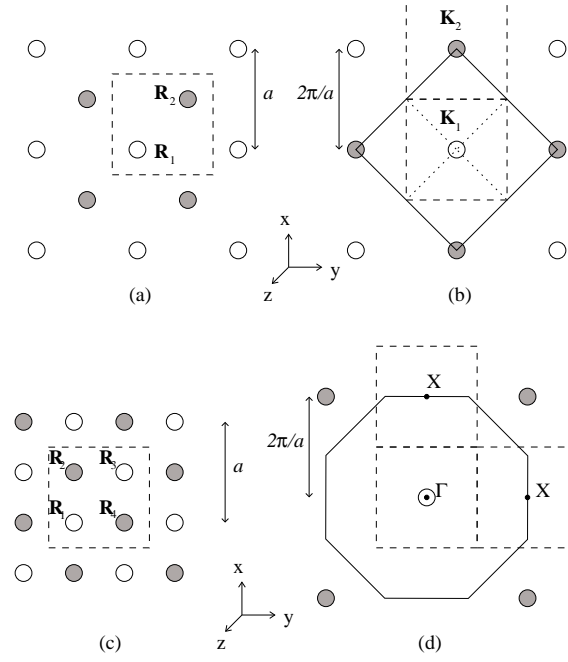 K₂
R₂
a
2π/a
R₁
K₁
x
y
z
(a)
(b)
X
R₂
R₃
a
2π/a
Γ
X
R₁
R₄
x
y
z
(c)
(d)